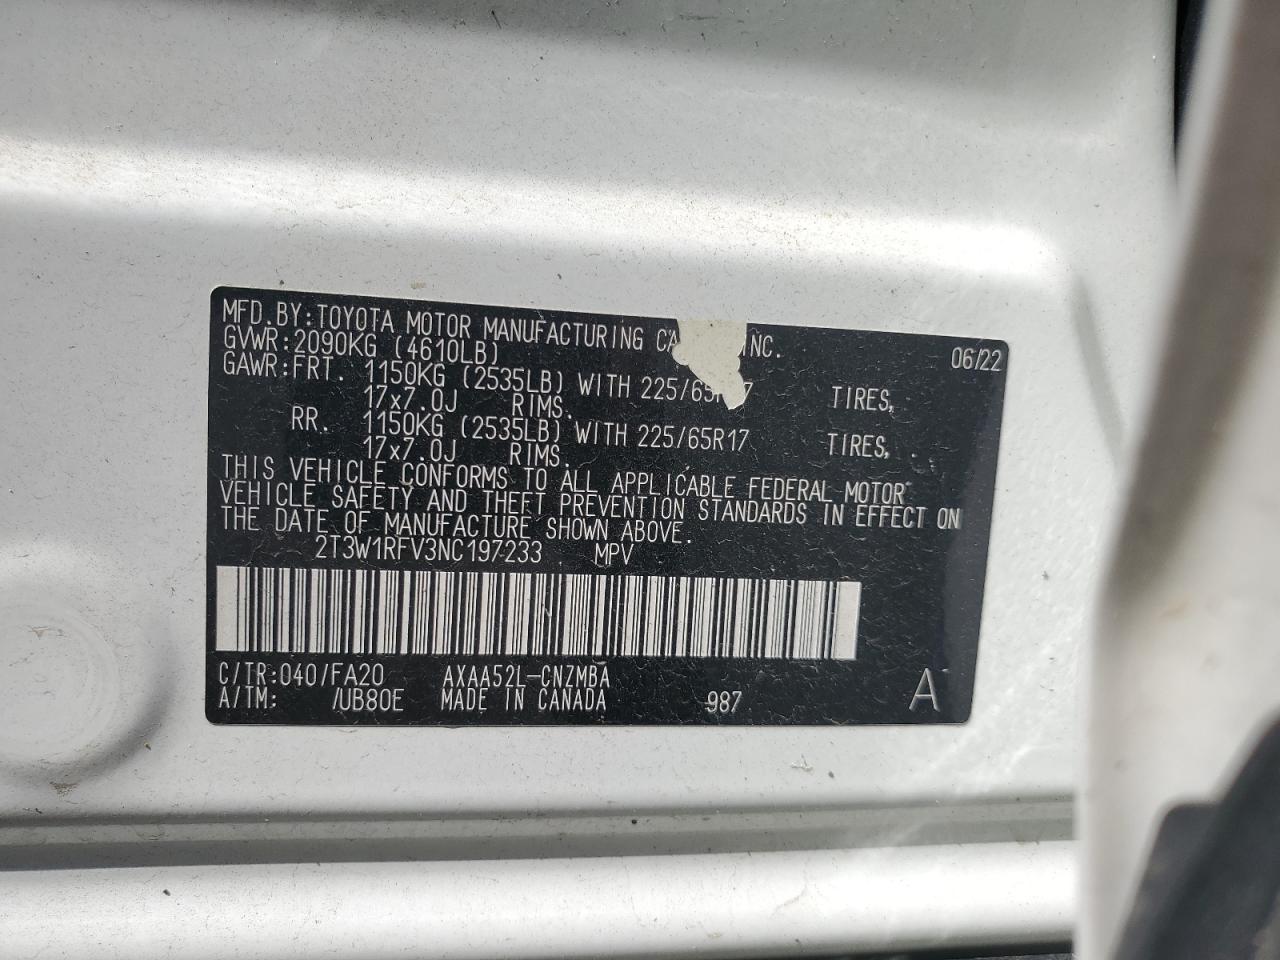 MFD.BY:TOYOTA MOTOR MANUFACTURING INC. 06/22
GVWR:2090KG (4610LB)
GAWR:FRT. 1150KG (2535LB) WITH TIRES,
17x7.0J RIMS.
RR. 1150KG (2535LB) WITH 225/65R17 TIRES,
17x7.0J RIMS.
THIS VEHICLE CONFORMS TO ALL APPLICABLE FEDERAL MOTOR
VEHICLE SAFETY AND THEFT PREVENTION STANDARDS IN EFFECT ON
THE DATE OF MANUFACTURE SHOWN ABOVE.
2T3W1RFV3NC197233 MPV
C/TR:040/FA20 AXAA52L-CNZMBA
A/TM: /UB80E MADE IN CANADA 987 A